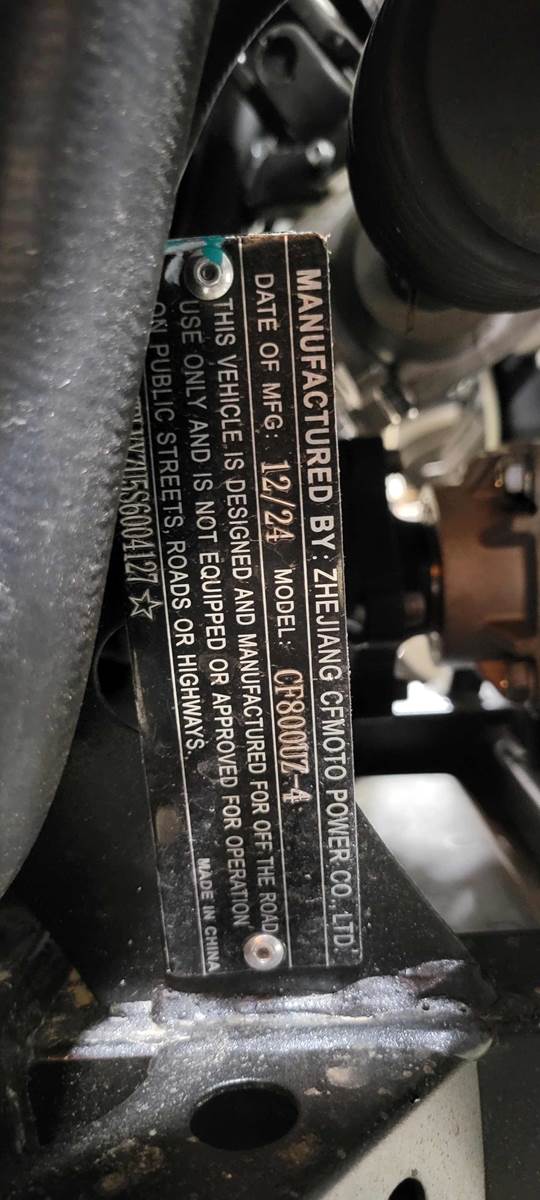 MANUFACTURED BY: ZHEJIANG CFMOTO POWER CO., LTD.
DATE OF MFG: 12/24 MODEL: CF800UZ-4
THIS VEHICLE IS DESIGNED AND MANUFACTURED FOR OFF THE ROAD
USE ONLY AND IS NOT EQUIPPED OR APPROVED FOR OPERATION
ON PUBLIC STREETS, ROADS OR HIGHWAYS.
MADE IN CHINA
5S6004127☆